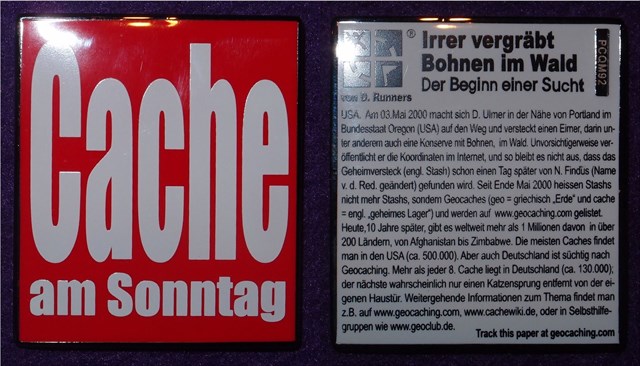 Cache
am Sonntag
®
Irrer vergräbt
Bohnen im Wald
Der Beginn einer Sucht
PCQM92
von D. Runners
USA. Am 03.Mai 2000 macht sich D. Ulmer in der Nähe von Portland im
Bundesstaat Oregon (USA) auf den Weg und versteckt einen Eimer, darin un-
ter anderem auch eine Konserve mit Bohnen, im Wald. Unvorsichtigerweise ver-
öffentlicht er die Koordinaten im Internet, und so bleibt es nicht aus, dass das
Geheimversteck (engl. Stash) schon einen Tag später von N. Findüs (Name
v. d. Red. geändert) gefunden wird. Seit Ende Mai 2000 heissen Stashs
nicht mehr Stashs, sondern Geocaches (geo = griechisch „Erde“ und cache
= engl. „geheimes Lager“) und werden auf www.geocaching.com gelistet.
Heute,10 Jahre später, gibt es weltweit mehr als 1 Millionen davon in über
200 Ländern, von Afghanistan bis Zimbabwe. Die meisten Caches findet
man in den USA (ca. 500.000). Aber auch Deutschland ist süchtig nach
Geocaching. Mehr als jeder 8. Cache liegt in Deutschland (ca. 130.000);
der nächste wahrscheinlich nur einen Katzensprung entfernt von der ei-
genen Haustür. Weitergehende Informationen zum Thema findet man
z.B. auf www.geocaching.com, www.cachewiki.de, oder in Selbsthilfe-
gruppen wie www.geoclub.de.
Track this paper at geocaching.com